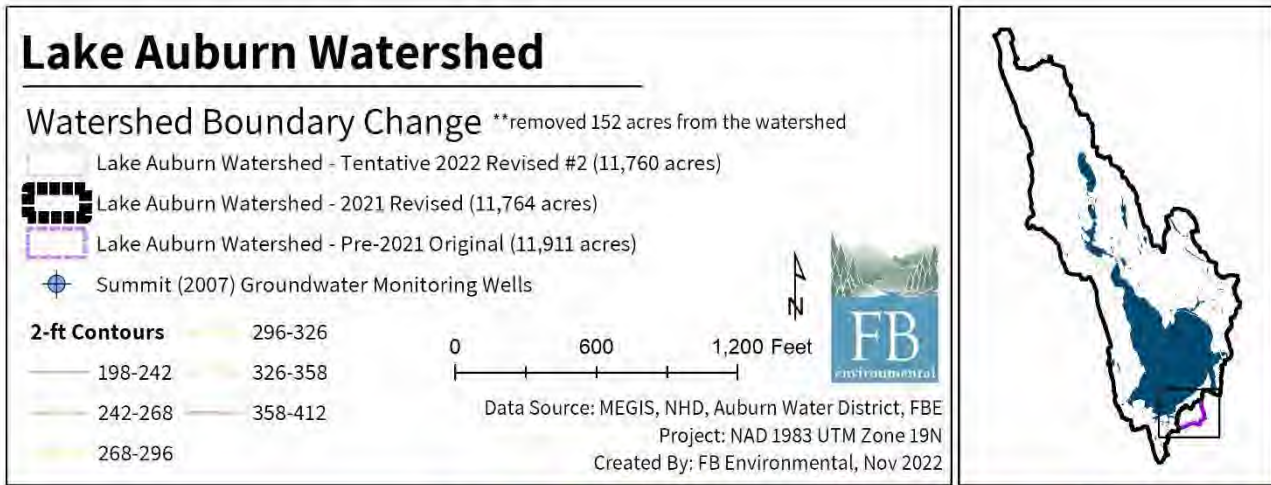 Lake Auburn Watershed
Watershed Boundary Change **removed 152 acres from the watershed
Lake Auburn Watershed - Tentative 2022 Revised #2 (11,760 acres)
Lake Auburn Watershed - 2021 Revised (11,764 acres)
Lake Auburn Watershed - Pre-2021 Original (11,911 acres)
Summit (2007) Groundwater Monitoring Wells
2-ft Contours
198-242
242-268
268-296
296-326
326-358
358-412
N
0 600 1,200 Feet
FB
environmental
Data Source: MEGIS, NHD, Auburn Water District, FBE
Project: NAD 1983 UTM Zone 19N
Created By: FB Environmental, Nov 2022